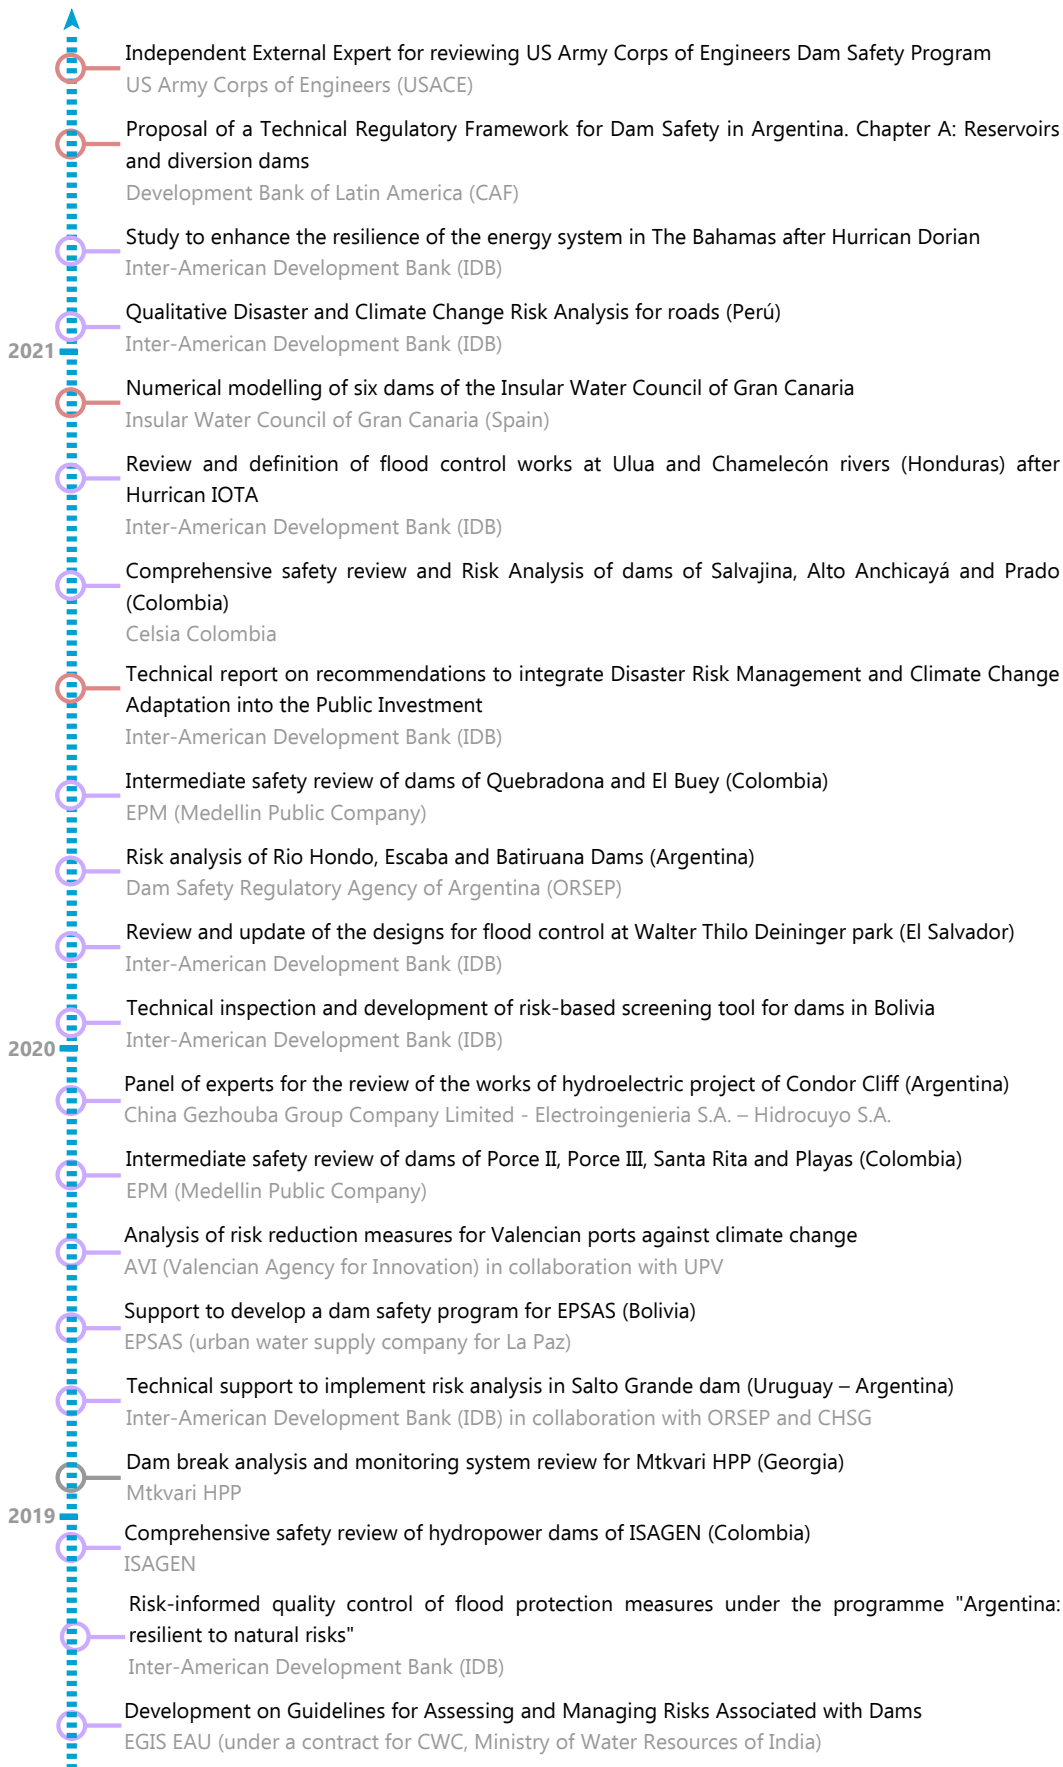 Independent External Expert for reviewing US Army Corps of Engineers Dam Safety Program
US Army Corps of Engineers (USACE)
Proposal of a Technical Regulatory Framework for Dam Safety in Argentina. Chapter A: Reservoirs
and diversion dams
Development Bank of Latin America (CAF)
Study to enhance the resilience of the energy system in The Bahamas after Hurrican Dorian
Inter-American Development Bank (IDB)
Qualitative Disaster and Climate Change Risk Analysis for roads (Perú)
Inter-American Development Bank (IDB)
2021
Numerical modelling of six dams of the Insular Water Council of Gran Canaria
Insular Water Council of Gran Canaria (Spain)
Review and definition of flood control works at Ulua and Chamelecón rivers (Honduras) after
Hurrican IOTA
Inter-American Development Bank (IDB)
Comprehensive safety review and Risk Analysis of dams of Salvajina, Alto Anchicayá and Prado
(Colombia)
Celsia Colombia
Technical report on recommendations to integrate Disaster Risk Management and Climate Change
Adaptation into the Public Investment
Inter-American Development Bank (IDB)
Intermediate safety review of dams of Quebradona and El Buey (Colombia)
EPM (Medellin Public Company)
Risk analysis of Rio Hondo, Escaba and Batiruana Dams (Argentina)
Dam Safety Regulatory Agency of Argentina (ORSEP)
Review and update of the designs for flood control at Walter Thilo Deininger park (El Salvador)
Inter-American Development Bank (IDB)
Technical inspection and development of risk-based screening tool for dams in Bolivia
Inter-American Development Bank (IDB)
2020
Panel of experts for the review of the works of hydroelectric project of Condor Cliff (Argentina)
China Gezhouba Group Company Limited - Electroingenieria S.A. – Hidrocuyo S.A.
Intermediate safety review of dams of Porce II, Porce III, Santa Rita and Playas (Colombia)
EPM (Medellin Public Company)
Analysis of risk reduction measures for Valencian ports against climate change
AVI (Valencian Agency for Innovation) in collaboration with UPV
Support to develop a dam safety program for EPSAS (Bolivia)
EPSAS (urban water supply company for La Paz)
Technical support to implement risk analysis in Salto Grande dam (Uruguay – Argentina)
Inter-American Development Bank (IDB) in collaboration with ORSEP and CHSG
Dam break analysis and monitoring system review for Mtkvari HPP (Georgia)
Mtkvari HPP
2019
Comprehensive safety review of hydropower dams of ISAGEN (Colombia)
ISAGEN
Risk-informed quality control of flood protection measures under the programme "Argentina:
resilient to natural risks"
Inter-American Development Bank (IDB)
Development on Guidelines for Assessing and Managing Risks Associated with Dams
EGIS EAU (under a contract for CWC, Ministry of Water Resources of India)